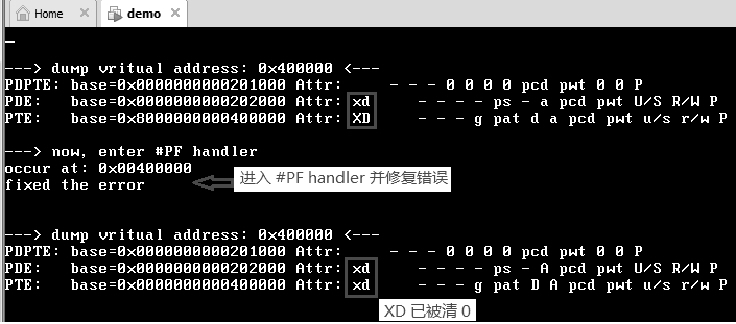 Home
demo
---> dump vritual address: 0x400000 <---
PDPTE: base=0x0000000000201000 Attr: - - - 0 0 0 0 pcd pwt 0 0 P
PDE: base=0x0000000000202000 Attr: xd - - - - ps - a pcd pwt U/S R/W P
PTE: base=0x8000000000400000 Attr: XD - - - g pat d a pcd pwt u/s r/w P
---> now, enter #PF handler
occur at: 0x00400000
fixed the error
进入 #PF handler 并修复错误
---> dump vritual address: 0x400000 <---
PDPTE: base=0x0000000000201000 Attr: - - - 0 0 0 0 pcd pwt 0 0 P
PDE: base=0x0000000000202000 Attr: xd - - - - ps - A pcd pwt U/S R/W P
PTE: base=0x0000000000400000 Attr: xd - - - g pat D A pcd pwt u/s r/w P
XD 已被清 0